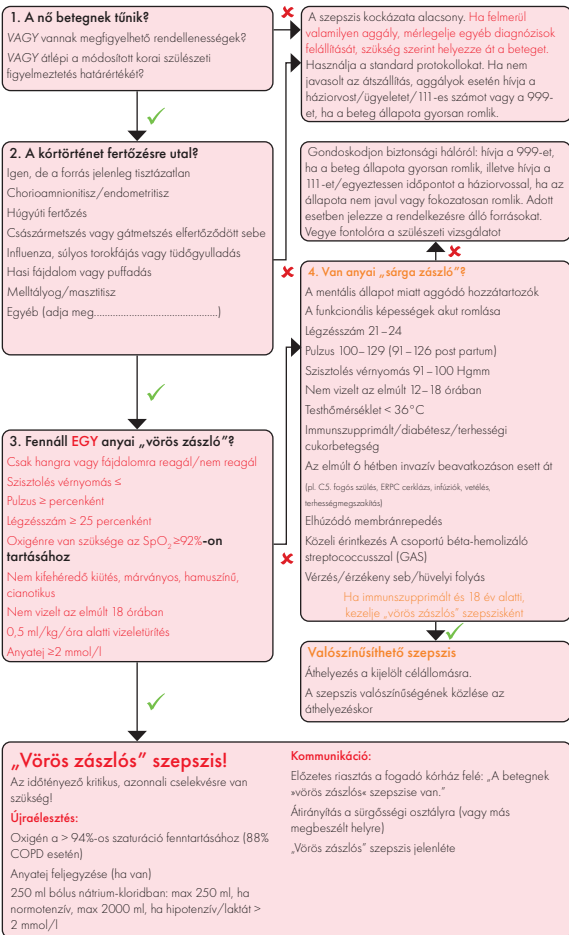 1. A nő betegnek tűnik?
VAGY vannak megfigyelhető rendellenességek?
VAGY átlépi a módosított korai szülészeti
figyelmeztetés határértékét?
A szepszis kockázata alacsony. Ha felmerül
valamilyen aggály, mérlegelje egyéb diagnózisok
felállítását, szükség szerint helyezze át a beteget.
Használja a standard protokollokat. Ha nem
javasolt az átszállítás, aggályok esetén hívja a
háziorvost/ügyeletet/111-es számot vagy a 999-
et, ha a beteg állapota gyorsan romlik.
2. A kórtörténet fertőzésre utal?
Igen, de a forrás jelenleg tisztázatlan
Chorioamnionitisz/endometritisz
Húgyúti fertőzés
Császármetszés vagy gátmetszés elfertőződött sebe
Influenza, súlyos torokfájás vagy tüdőgyulladás
Hasi fájdalom vagy puffadás
Melltályog/masztitisz
Egyéb (adja meg............................................)
Gondoskodjon biztonsági hálóról: hívja a 999-et,
ha a beteg állapota gyorsan romlik, illetve hívja a
111-et/egyeztessen időpontot a háziorvossal, ha az
állapota nem javul vagy fokozatosan romlik. Adott
esetben jelezze a rendelkezésre álló forrásokat.
Vegye fontolóra a szülészeti vizsgálatot
3. Fennáll EGY anyai „vörös zászló”?
Csak hangra vagy fájdalomra reagál/nem reagál
Szisztolés vérnyomás ≤
Pulzus ≥ percenként
Légzésszám ≥ 25 percenként
Oxigénre van szüksége az SpO₂ ≥92%-on
tartásához
Nem kifehéredő kiütés, márványos, hamuszínű,
cianotikus
Nem vizelt az elmúlt 18 órában
0,5 ml/kg/óra alatti vizeletürítés
Anyatej ≥2 mmol/l
4. Van anyai „sárga zászló”?
A mentális állapot miatt aggódó hozzátartozók
A funkcionális képességek akut romlása
Légzésszám 21–24
Pulzus 100–129 (91–126 post partum)
Szisztolés vérnyomás 91–100 Hgmm
Nem vizelt az elmúlt 12–18 órában
Testhőmérséklet < 36°C
Immunszupprimált/diabétesz/terhességi
cukorbetegség
Az elmúlt 6 hétben invazív beavatkozáson esett át
(pl. C5. fogós szülés, ERPC cerklázs, infúziók, vetélés,
terhességmegszakítás)
Elhúzódó membránrepedés
Közeli érintkezés A csoportú béta-hemolizáló
streptococcusszal (GAS)
Vérzés/érzékeny seb/hüvelyi folyás
Ha immunszupprimált és 18 év alatti,
kezelje „vörös zászlós” szepszisként
Valószínűsíthető szepszis
Áthelyezés a kijelölt célállomásra.
A szepszis valószínűségének közlése az
áthelyezéskor
„Vörös zászlós” szepszis!
Az időtényező kritikus, azonnali cselekvésre van
szükség!
Újraélesztés:
Oxigén a > 94%-os szaturáció fenntartásához (88%
COPD esetén)
Anyatej feljegyzése (ha van)
250 ml bólus nátrium-kloridban: max 250 ml, ha
normotenzív, max 2000 ml, ha hipotenzív/laktát >
2 mmol/l
Kommunikáció:
Előzetes riasztás a fogadó kórház felé: „A betegnek
»vörös zászlós« szepszise van.”
Átirányítás a sürgősségi osztályra (vagy más
megbeszélt helyre)
„Vörös zászlós” szepszis jelenléte